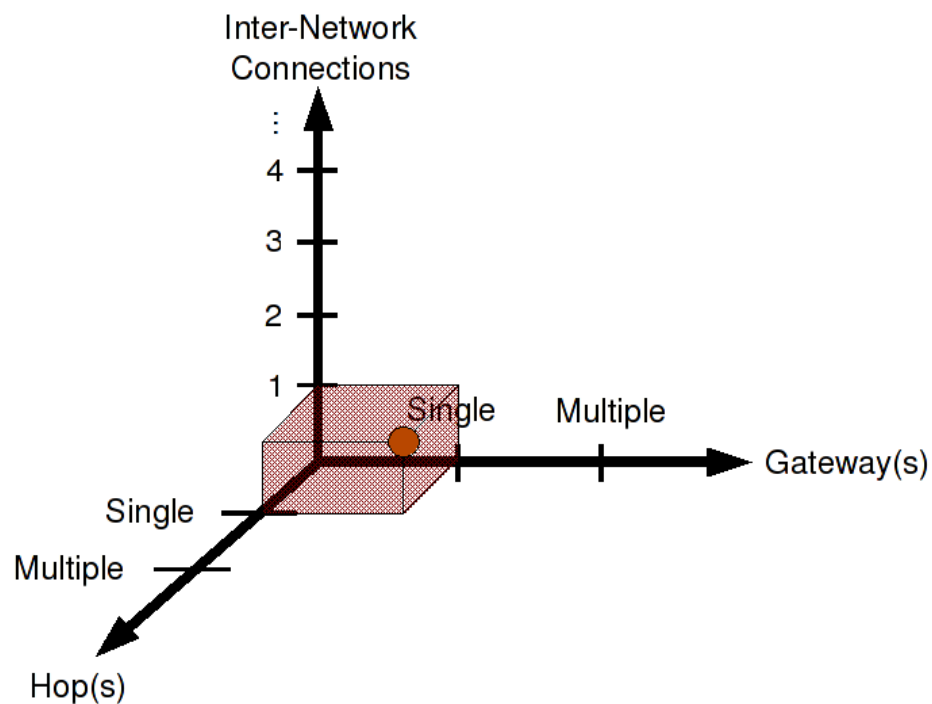 Inter-Network
Connections
⋮
4
3
2
1
Single Multiple
Gateway(s)
Single
Multiple
Hop(s)